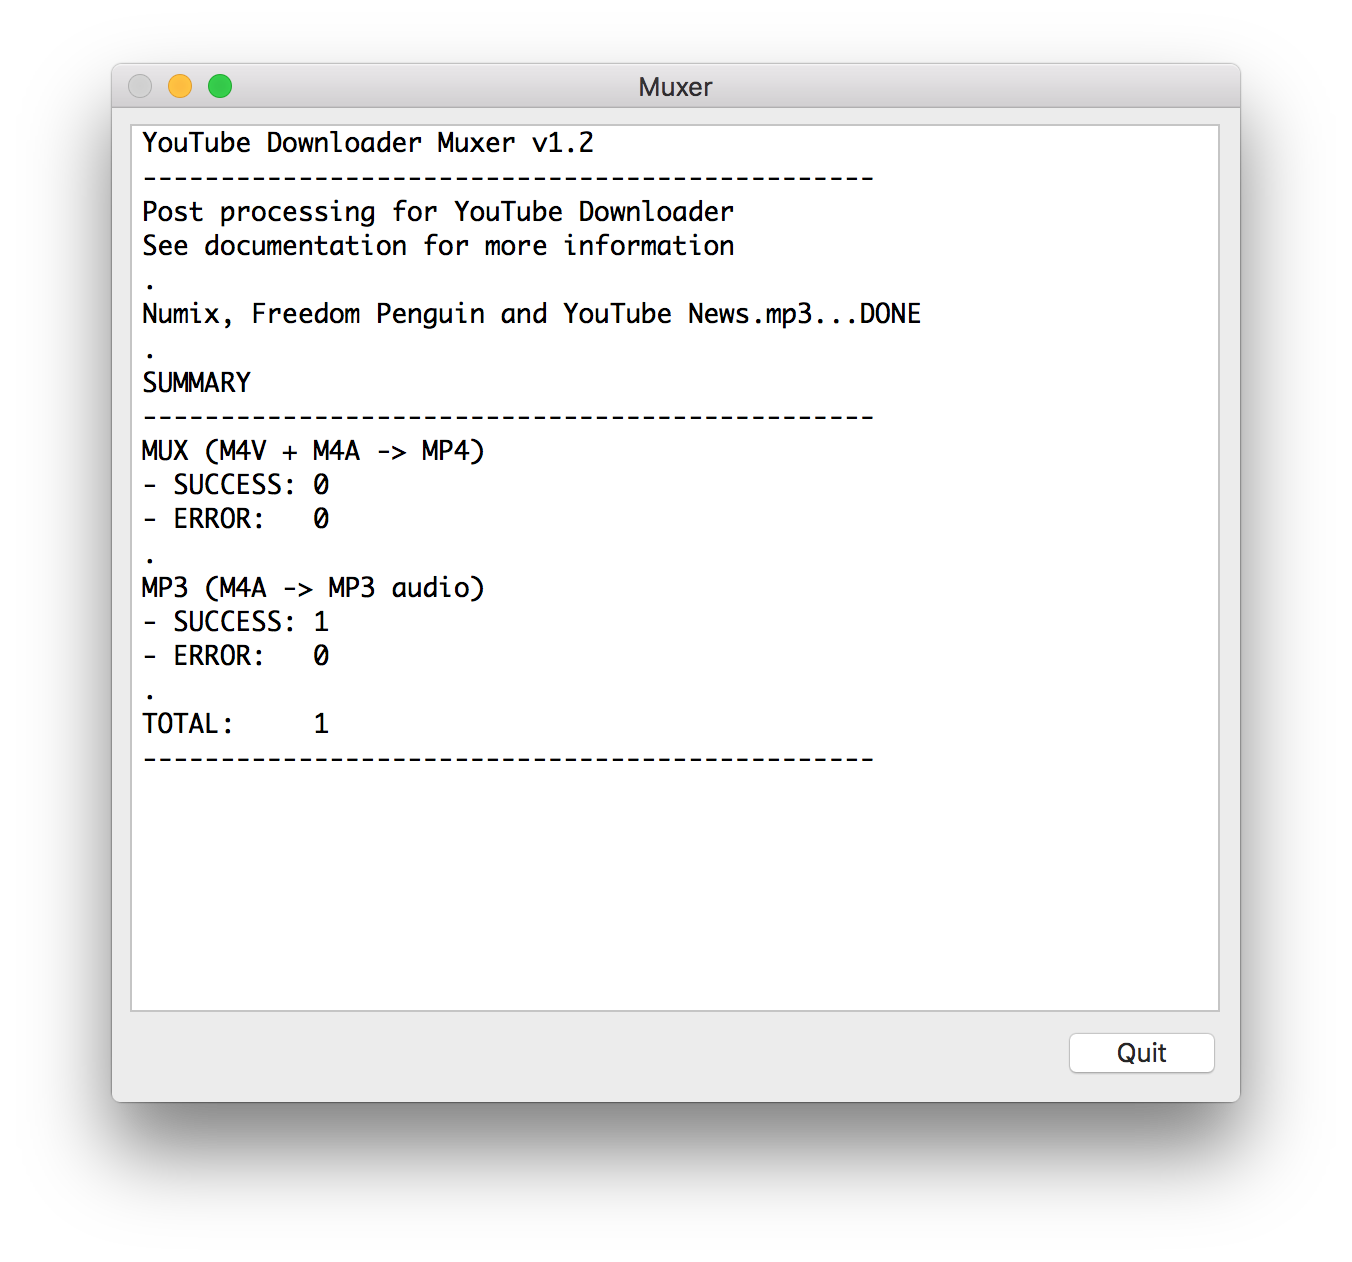 Muxer
YouTube Downloader Muxer v1.2
-----------------------------------------------
Post processing for YouTube Downloader
See documentation for more information
.
Numix, Freedom Penguin and YouTube News.mp3...DONE
.
SUMMARY
-----------------------------------------------
MUX (M4V + M4A -> MP4)
- SUCCESS: 0
- ERROR:   0
.
MP3 (M4A -> MP3 audio)
- SUCCESS: 1
- ERROR:   0
.
TOTAL:     1
-----------------------------------------------
Quit